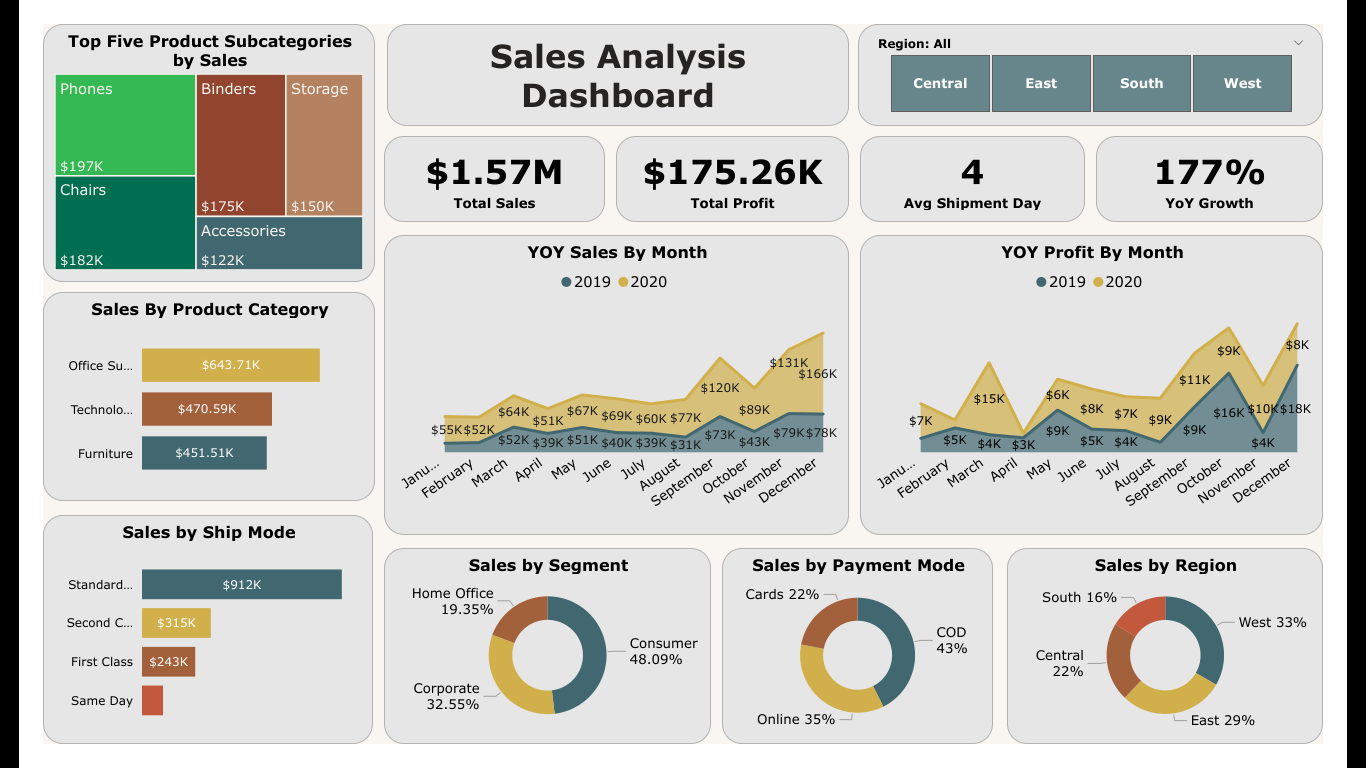 Top Five Product Subcategories
by Sales
Phones
$197K
Chairs
$182K
Binders
$175K
Storage
$150K
Accessories
$122K
Sales Analysis
Dashboard
Region: All
Central
East
South
West
$1.57M
Total Sales
$175.26K
Total Profit
4
Avg Shipment Day
177%
YoY Growth
Sales By Product Category
Office Su...
$643.71K
Technolo...
$470.59K
Furniture
$451.51K
YOY Sales By Month
2019 2020
$55K $52K $64K $51K $67K $69K $60K $77K $120K $89K $131K $166K
$52K $39K $51K $40K $39K $31K $73K $43K $79K $78K
Janu... February March April May June July August September October November December
YOY Profit By Month
2019 2020
$7K $15K $6K $8K $7K $9K $11K $9K $10K $8K
$5K $4K $3K $9K $5K $4K $9K $16K $4K $18K
Janu... February March April May June July August September October November December
Sales by Ship Mode
Standard...
$912K
Second C...
$315K
First Class
$243K
Same Day
Sales by Segment
Home Office
19.35%
Consumer
48.09%
Corporate
32.55%
Sales by Payment Mode
Cards 22%
COD
43%
Online 35%
Sales by Region
South 16%
West 33%
Central
22%
East 29%